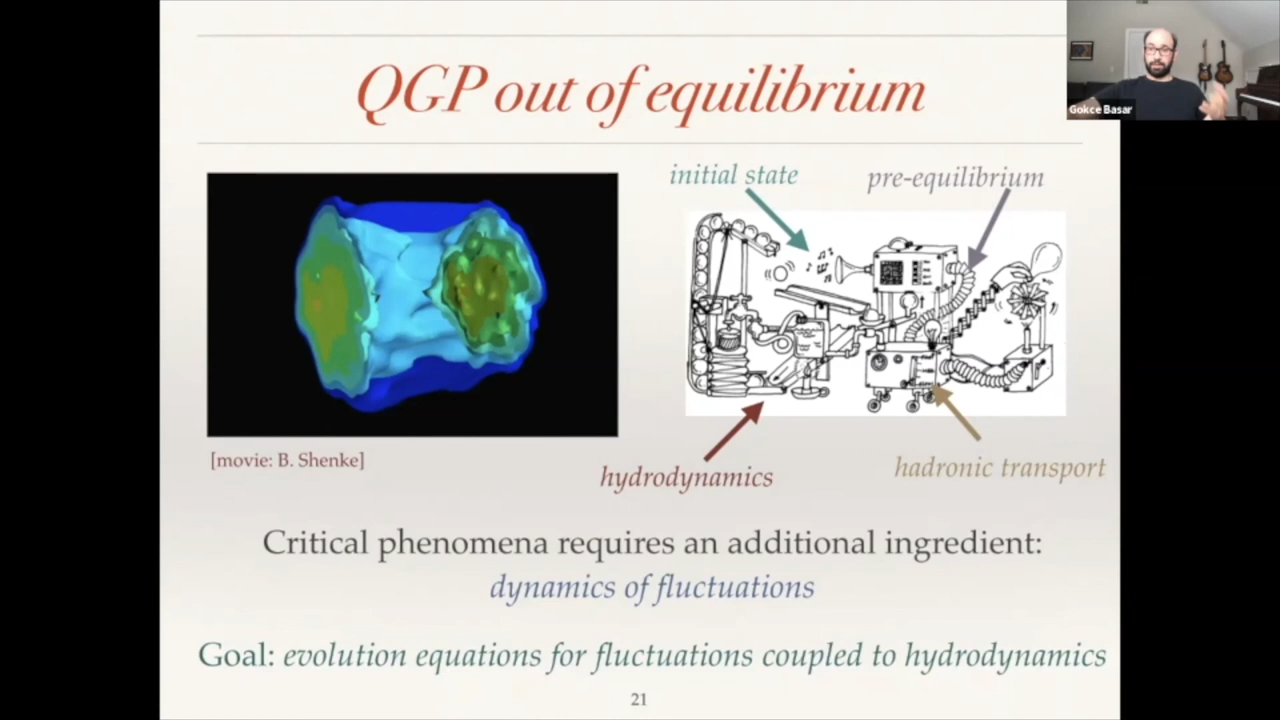 QGP out of equilibrium
Gokce Basar
initial state
pre-equilibrium
[movie: B. Shenke]
hydrodynamics
hadronic transport
Critical phenomena requires an additional ingredient:
dynamics of fluctuations
Goal: evolution equations for fluctuations coupled to hydrodynamics
21